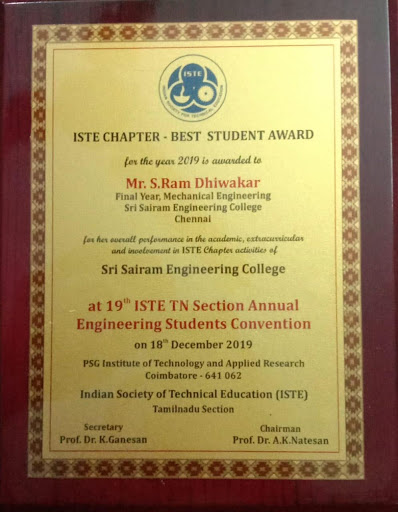 ISTE
INDIAN SOCIETY FOR TECHNICAL EDUCATION
ISTE CHAPTER - BEST STUDENT AWARD
for the year 2019 is awarded to
Mr. S.Ram Dhiwakar
Final Year, Mechanical Engineering
Sri Sairam Engineering College
Chennai
for her overall performance in the academic, extracurricular
and involvement in ISTE Chapter activities of
Sri Sairam Engineering College
at 19th ISTE TN Section Annual
Engineering Students Convention
on 18th December 2019
PSG Institute of Technology and Applied Research
Coimbatore - 641 062
Indian Society of Technical Education (ISTE)
Tamilnadu Section
Secretary Chairman
Prof. Dr. K.Ganesan Prof. Dr. A.K.Natesan